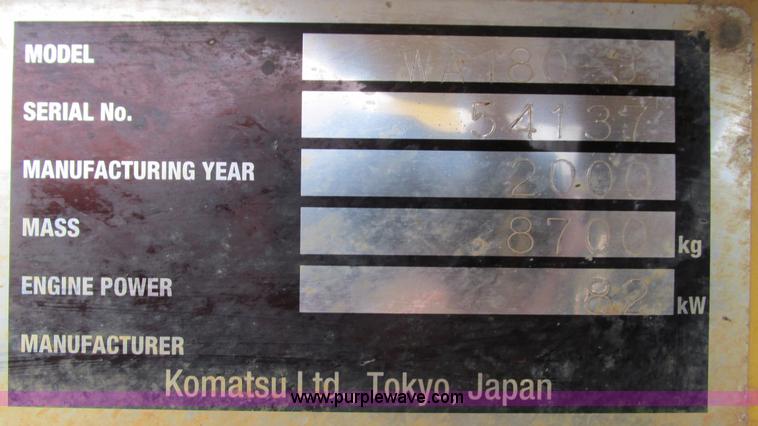 MODEL WA180-3
SERIAL No. 54137
MANUFACTURING YEAR 2000
MASS 8700 kg
ENGINE POWER 82 kW
MANUFACTURER
Komatsu Ltd. Tokyo, Japan
www.purplewave.com